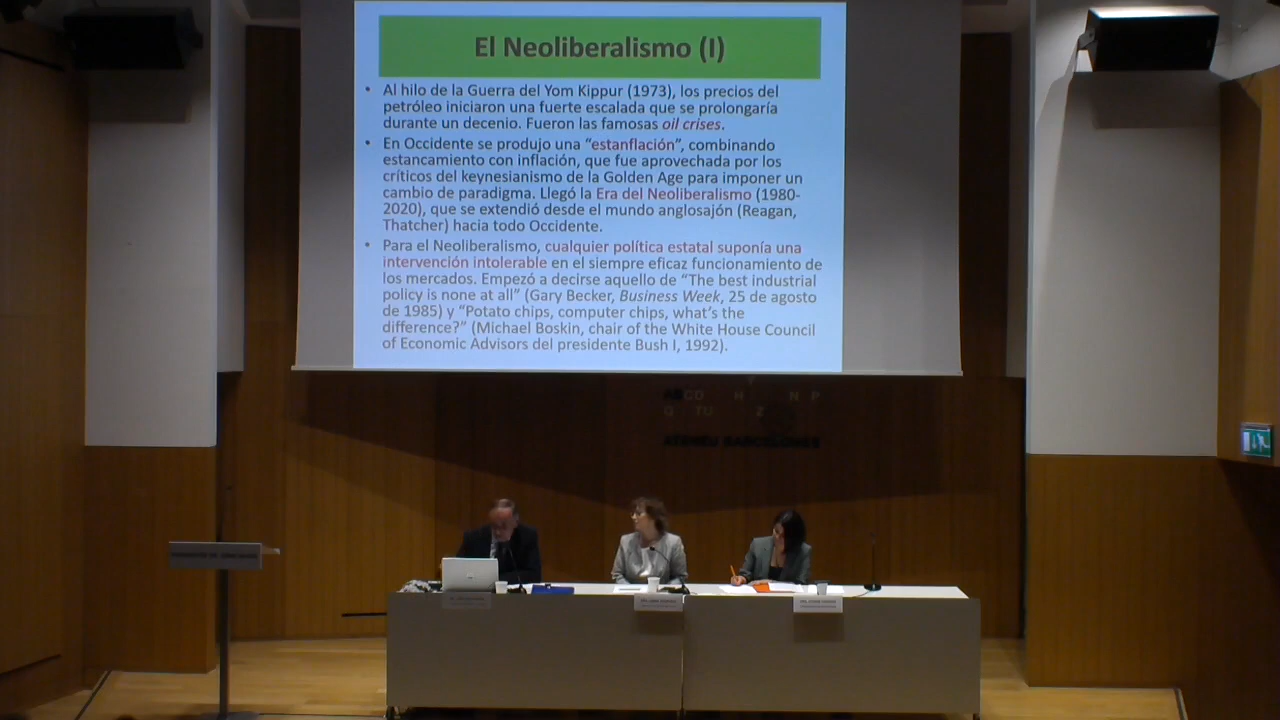 El Neoliberalismo (I)
• Al hilo de la Guerra del Yom Kippur (1973), los precios del
petróleo iniciaron una fuerte escalada que se prolongaría
durante un decenio. Fueron las famosas oil crises.
• En Occidente se produjo una “estanflación”, combinando
estancamiento con inflación, que fue aprovechada por los
críticos del keynesianismo de la Golden Age para imponer un
cambio de paradigma. Llegó la Era del Neoliberalismo (1980-
2020), que se extendió desde el mundo anglosajón (Reagan,
Thatcher) hacia todo Occidente.
• Para el Neoliberalismo, cualquier política estatal suponía una
intervención intolerable en el siempre eficaz funcionamiento de
los mercados. Empezó a decirse aquello de “The best industrial
policy is none at all” (Gary Becker, Business Week, 25 de agosto
de 1985) y “Potato chips, computer chips, what’s the
difference?” (Michael Boskin, chair of the White House Council
of Economic Advisors del presidente Bush I, 1992).
ATENEU BARCELONÈS